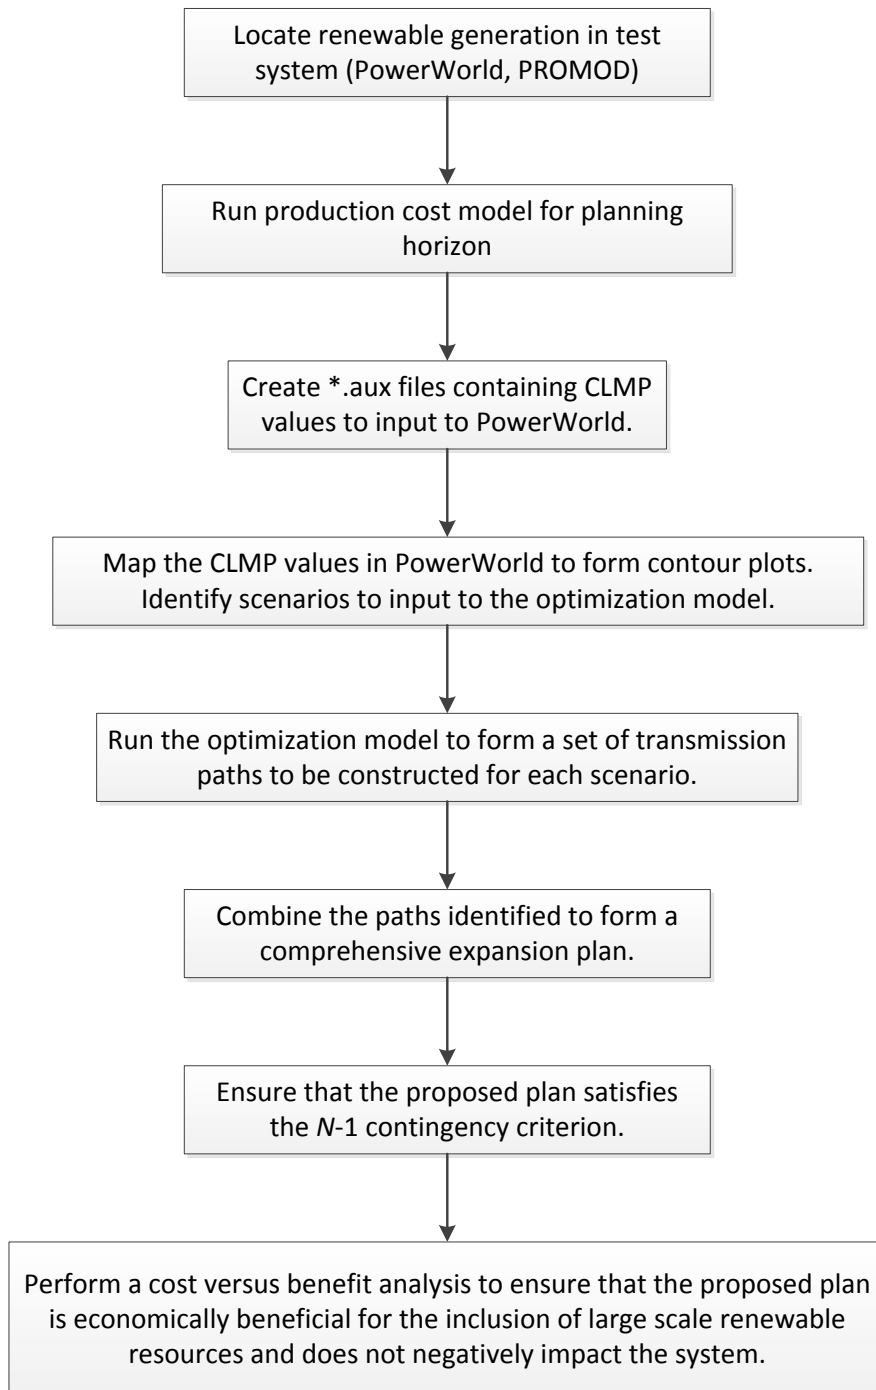 Locate renewable generation in test
system (PowerWorld, PROMOD)
Run production cost model for planning
horizon
Create *.aux files containing CLMP
values to input to PowerWorld.
Map the CLMP values in PowerWorld to form contour plots.
Identify scenarios to input to the optimization model.
Run the optimization model to form a set of transmission
paths to be constructed for each scenario.
Combine the paths identified to form a
comprehensive expansion plan.
Ensure that the proposed plan satisfies
the N-1 contingency criterion.
Perform a cost versus benefit analysis to ensure that the proposed plan
is economically beneficial for the inclusion of large scale renewable
resources and does not negatively impact the system.